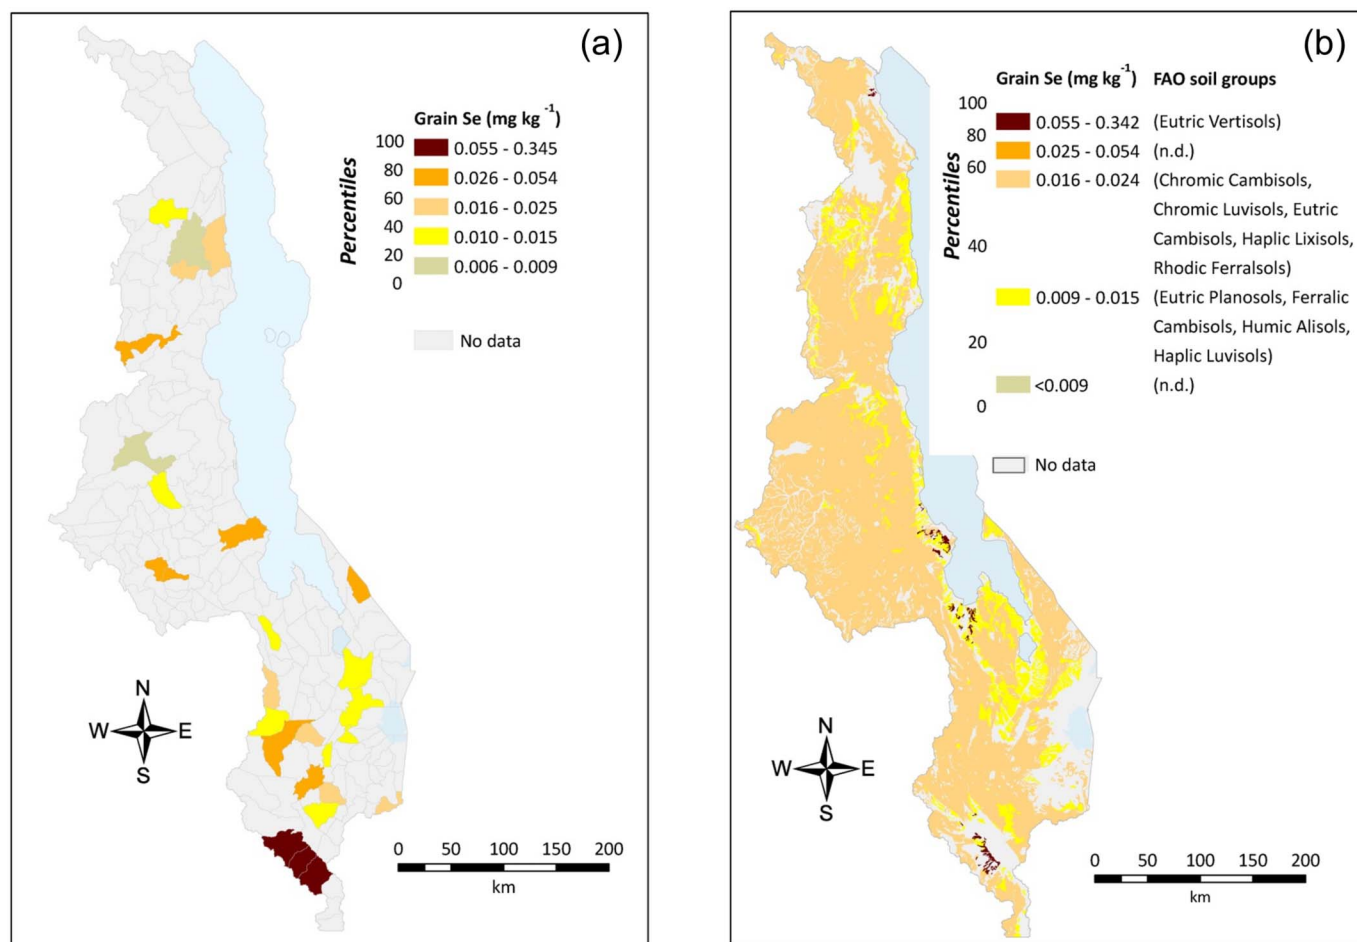 (a)
Grain Se (mg kg⁻¹)
Percentiles
100
80
60
40
20
0
0.055 - 0.345
0.026 - 0.054
0.016 - 0.025
0.010 - 0.015
0.006 - 0.009
No data
N
W E
S
0 50 100 150 200
km
(b)
Grain Se (mg kg⁻¹) FAO soil groups
Percentiles
100
80
60
40
20
0
0.055 - 0.342 (Eutric Vertisols)
0.025 - 0.054 (n.d.)
0.016 - 0.024 (Chromic Cambisols,
Chromic Luvisols, Eutric
Cambisols, Haplic Lixisols,
Rhodic Ferralsols)
0.009 - 0.015 (Eutric Planosols, Ferralic
Cambisols, Humic Alisols,
Haplic Luvisols)
<0.009 (n.d.)
No data
N
W E
S
0 50 100 150 200
km